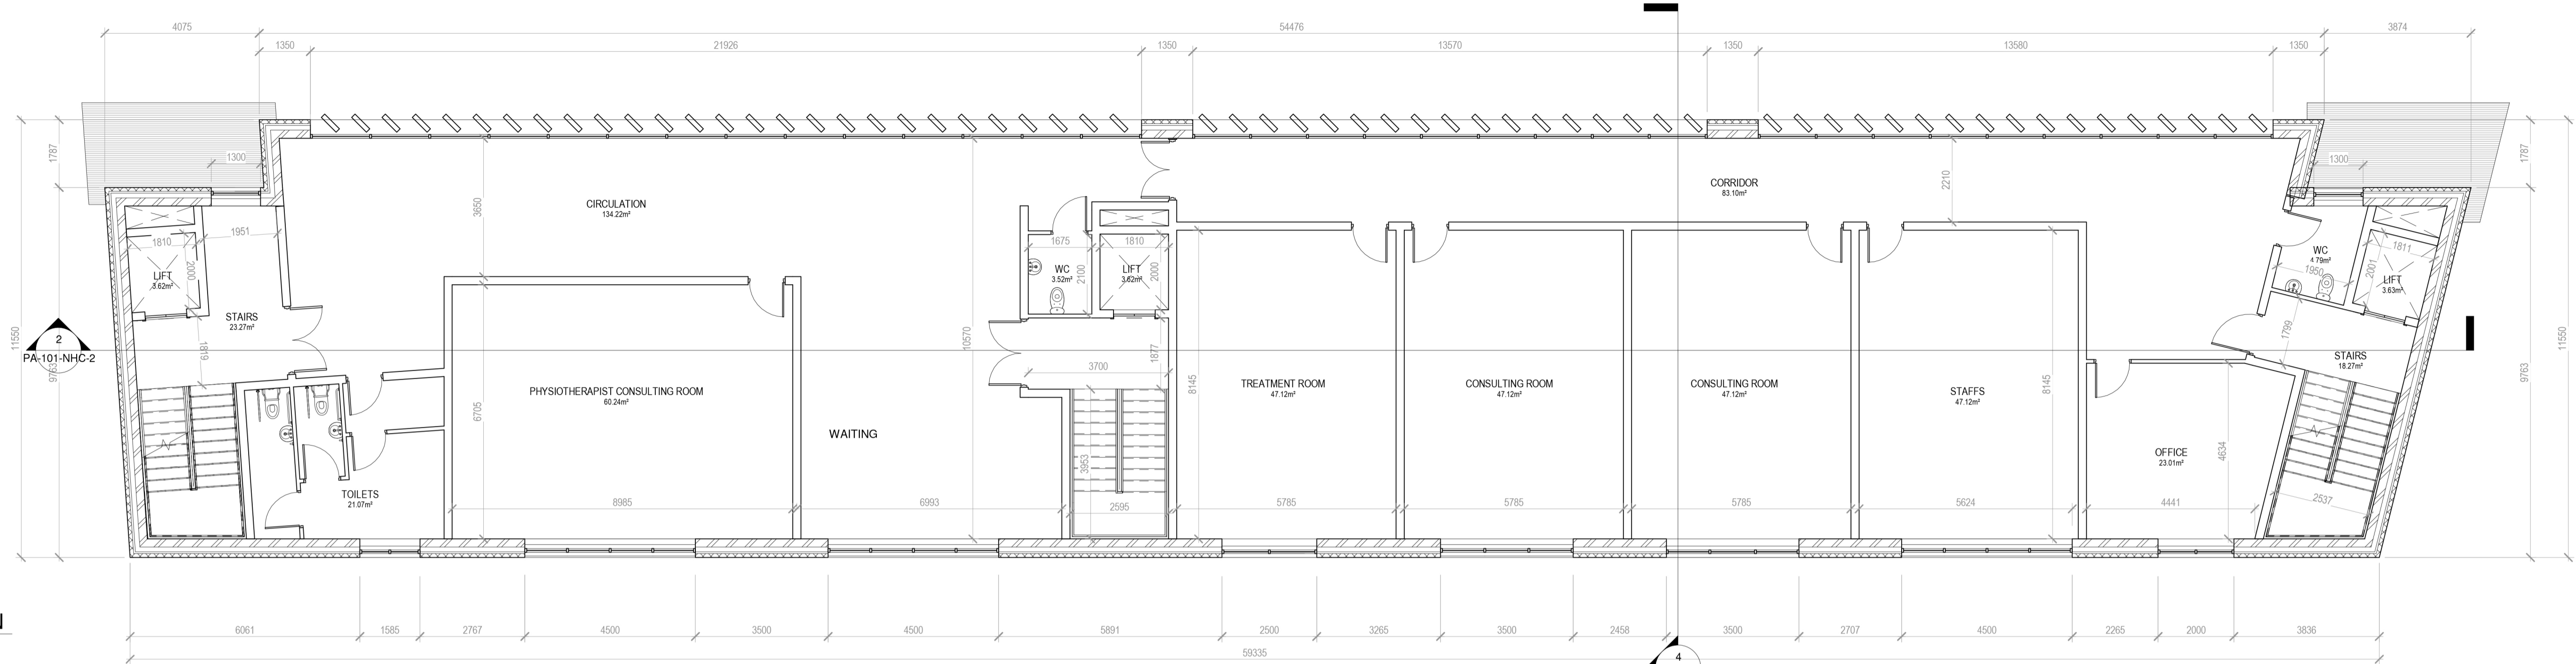 4075
54476
3874
1350
21926
1350
13570
1350
13580
1350
1787
1300
1300
1787
3650
CIRCULATION
134.22m²
CORRIDOR
83.10m²
2210
1810
1951
2000
LIFT
3.62m²
STAIRS
23.27m²
1819
1675
1810
WC
3.52m²
2100
LIFT
3.62m²
2000
WC
4.79m²
1950
1811
2001
LIFT
3.63m²
1799
STAIRS
18.27m²
11550
2
PA-101-NHC-2
9763
10570
1877
3700
11550
9763
PHYSIOTHERAPIST CONSULTING ROOM
60.24m²
6705
WAITING
8145
TREATMENT ROOM
47.12m²
CONSULTING ROOM
47.12m²
CONSULTING ROOM
47.12m²
STAFFS
47.12m²
8145
OFFICE
23.01m²
4634
3953
TOILETS
21.07m²
8985
6993
2595
5785
5785
5785
5624
4441
2537
6061
1585
2767
4500
3500
4500
5891
2500
3265
3500
2458
3500
2707
4500
2265
2000
3836
59335
4